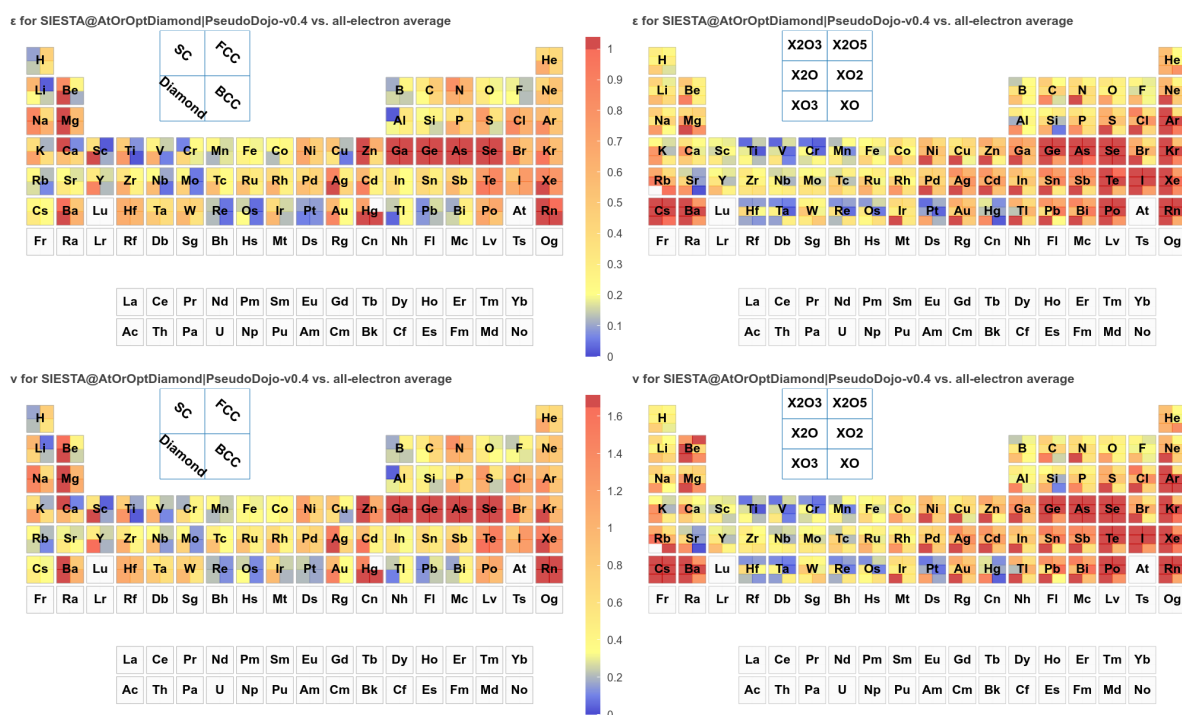 ε for SIESTA@AtOrOptDiamond|PseudoDojo-v0.4 vs. all-electron average
SC FCC
Diamond BCC
H He
Li Be B C N O F Ne
Na Mg Al Si P S Cl Ar
K Ca Sc Ti V Cr Mn Fe Co Ni Cu Zn Ga Ge As Se Br Kr
Rb Sr Y Zr Nb Mo Tc Ru Rh Pd Ag Cd In Sn Sb Te I Xe
Cs Ba Lu Hf Ta W Re Os Ir Pt Au Hg Tl Pb Bi Po At Rn
Fr Ra Lr Rf Db Sg Bh Hs Mt Ds Rg Cn Nh Fl Mc Lv Ts Og
La Ce Pr Nd Pm Sm Eu Gd Tb Dy Ho Er Tm Yb
Ac Th Pa U Np Pu Am Cm Bk Cf Es Fm Md No
1
0.9
0.8
0.7
0.6
0.5
0.4
0.3
0.2
0.1
0
ε for SIESTA@AtOrOptDiamond|PseudoDojo-v0.4 vs. all-electron average
X2O3 X2O5
X2O XO2
XO3 XO
H He
Li Be B C N O F Ne
Na Mg Al Si P S Cl Ar
K Ca Sc Ti V Cr Mn Fe Co Ni Cu Zn Ga Ge As Se Br Kr
Rb Sr Y Zr Nb Mo Tc Ru Rh Pd Ag Cd In Sn Sb Te I Xe
Cs Ba Lu Hf Ta W Re Os Ir Pt Au Hg Tl Pb Bi Po At Rn
Fr Ra Lr Rf Db Sg Bh Hs Mt Ds Rg Cn Nh Fl Mc Lv Ts Og
La Ce Pr Nd Pm Sm Eu Gd Tb Dy Ho Er Tm Yb
Ac Th Pa U Np Pu Am Cm Bk Cf Es Fm Md No
ν for SIESTA@AtOrOptDiamond|PseudoDojo-v0.4 vs. all-electron average
SC FCC
Diamond BCC
H He
Li Be B C N O F Ne
Na Mg Al Si P S Cl Ar
K Ca Sc Ti V Cr Mn Fe Co Ni Cu Zn Ga Ge As Se Br Kr
Rb Sr Y Zr Nb Mo Tc Ru Rh Pd Ag Cd In Sn Sb Te I Xe
Cs Ba Lu Hf Ta W Re Os Ir Pt Au Hg Tl Pb Bi Po At Rn
Fr Ra Lr Rf Db Sg Bh Hs Mt Ds Rg Cn Nh Fl Mc Lv Ts Og
La Ce Pr Nd Pm Sm Eu Gd Tb Dy Ho Er Tm Yb
Ac Th Pa U Np Pu Am Cm Bk Cf Es Fm Md No
1.6
1.4
1.2
1
0.8
0.6
0.4
0.2
0
ν for SIESTA@AtOrOptDiamond|PseudoDojo-v0.4 vs. all-electron average
X2O3 X2O5
X2O XO2
XO3 XO
H He
Li Be B C N O F Ne
Na Mg Al Si P S Cl Ar
K Ca Sc Ti V Cr Mn Fe Co Ni Cu Zn Ga Ge As Se Br Kr
Rb Sr Y Zr Nb Mo Tc Ru Rh Pd Ag Cd In Sn Sb Te I Xe
Cs Ba Lu Hf Ta W Re Os Ir Pt Au Hg Tl Pb Bi Po At Rn
Fr Ra Lr Rf Db Sg Bh Hs Mt Ds Rg Cn Nh Fl Mc Lv Ts Og
La Ce Pr Nd Pm Sm Eu Gd Tb Dy Ho Er Tm Yb
Ac Th Pa U Np Pu Am Cm Bk Cf Es Fm Md No